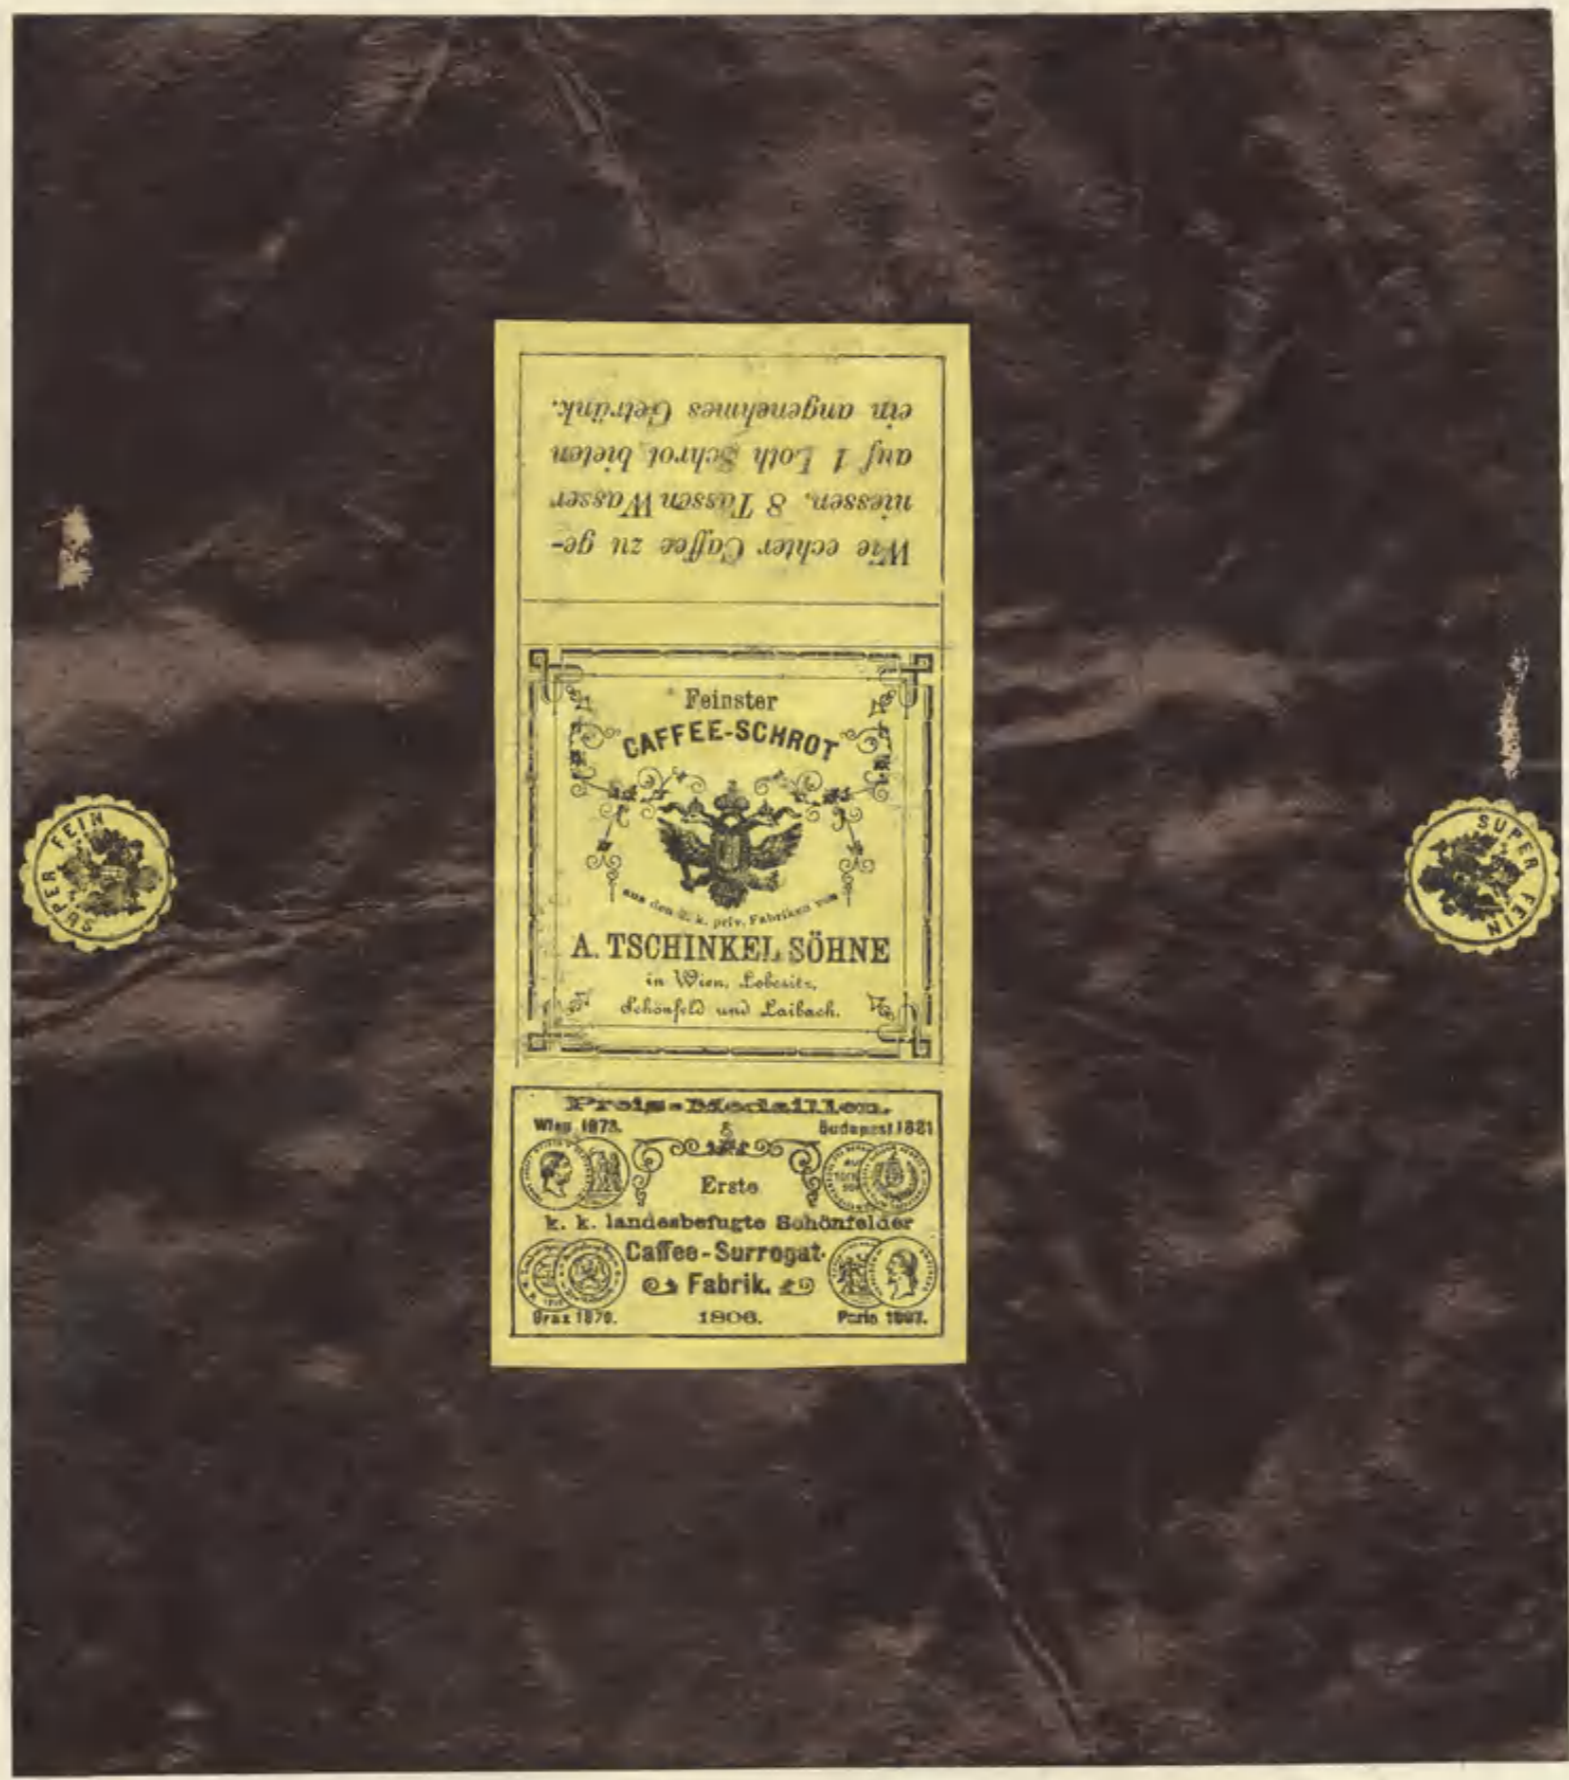 Wie echter Caffee zu ge-
niessen, 8 Tassen Wasser
auf 1 Loth Schrot bieten
ein angenehmes Getränk.
Feinster
CAFFEE-SCHROT
aus den k. k. priv. Fabriken von
A. TSCHINKEL SÖHNE
in Wien, Lobositz,
Schönfeld und Laibach.
SUPER FEIN
SUPER FEIN
Preis-Medaillen.
Wien 1873. Budapest 1881
Erste
k. k. landesbefugte Schönfelder
Caffee-Surrogat-
Fabrik.
Graz 1870. 1806. Paris